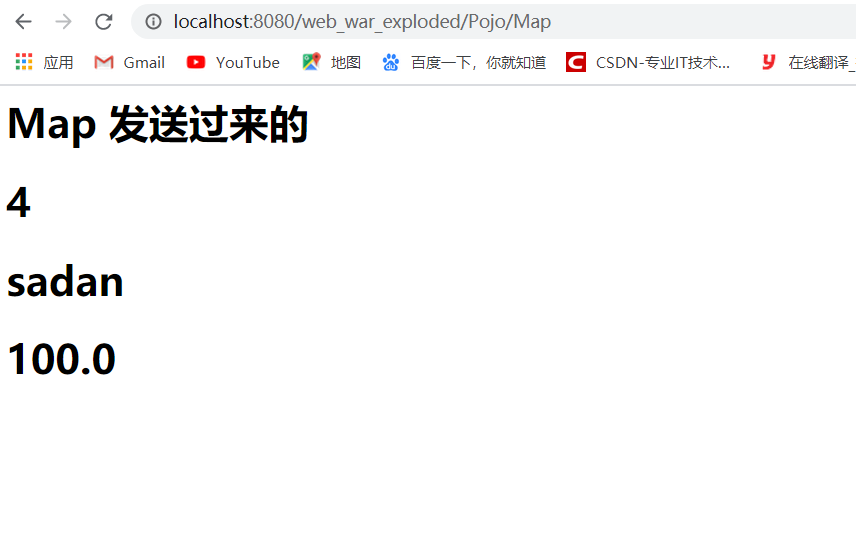 localhost:8080/web_war_exploded/Pojo/Map
应用 Gmail YouTube 地图 百度一下，你就知道 CSDN-专业IT技术... 在线翻译_
Map 发送过来的
4
sadan
100.0